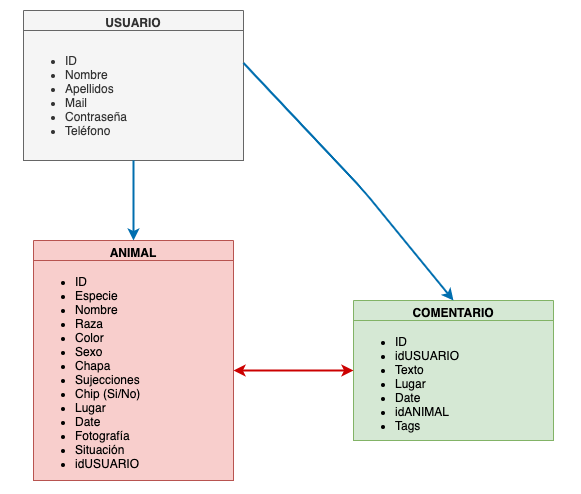 USUARIO
ID
Nombre
Apellidos
Mail
Contraseña
Teléfono
ANIMAL
ID
Especie
Nombre
Raza
Color
Sexo
Chapa
Sujecciones
Chip (Si/No)
Lugar
Date
Fotografía
Situación
idUSUARIO
COMENTARIO
ID
idUSUARIO
Texto
Lugar
Date
idANIMAL
Tags